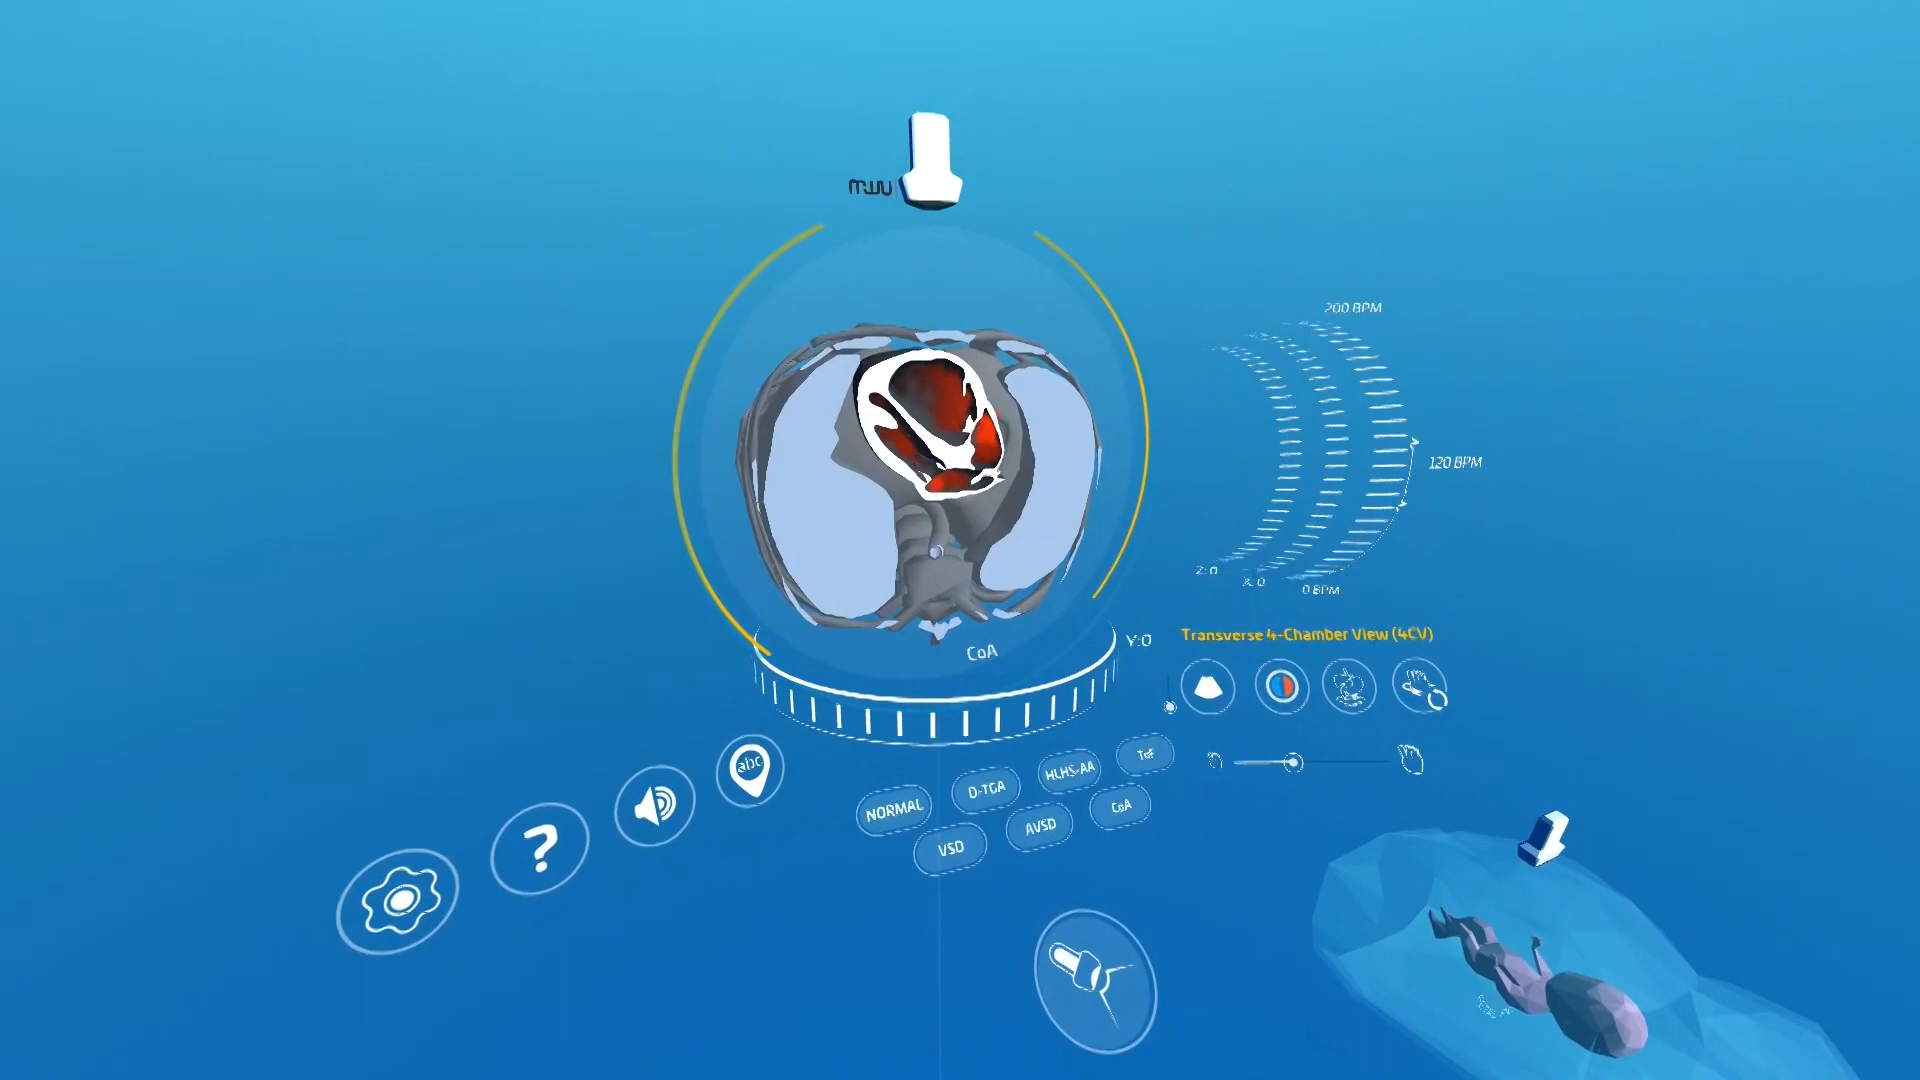 200 BPM
120 BPM
Z: 0
X: 0
0 BPM
Transverse 4-Chamber View (4CV)
Y:0
CoA
abc
?
NORMAL
D-TGA
HLHS-AA
ToF
VSD
AVSD
CoA